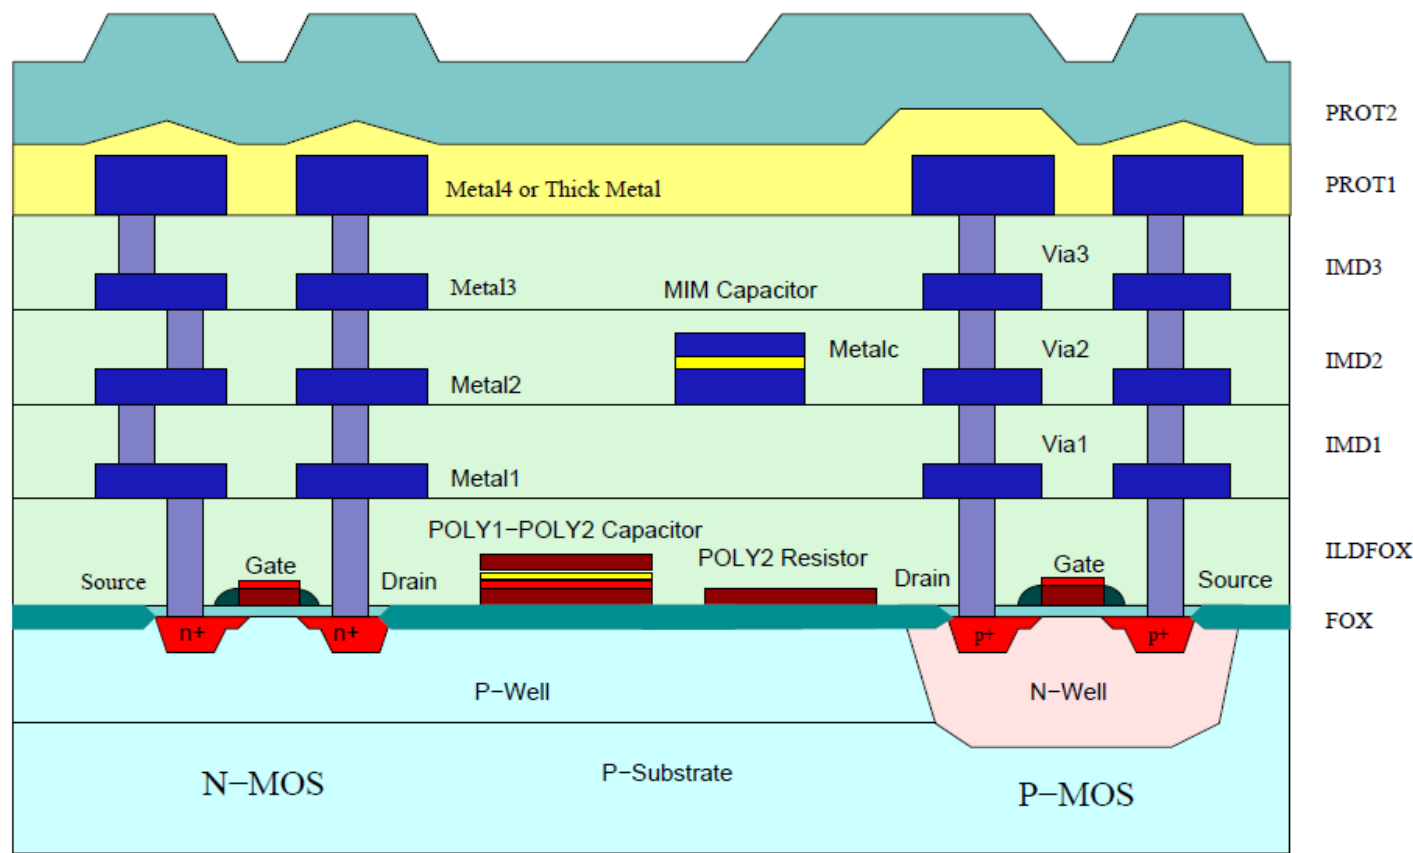 PROT2
Metal4 or Thick Metal
PROT1
Via3
IMD3
Metal3
MIM Capacitor
Metalc
Via2
IMD2
Metal2
Via1
IMD1
Metal1
POLY1−POLY2 Capacitor
POLY2 Resistor
ILDFOX
Source
Gate
Drain
Drain
Gate
Source
FOX
n+
n+
p+
p+
P−Well
N−Well
P−Substrate
N−MOS
P−MOS